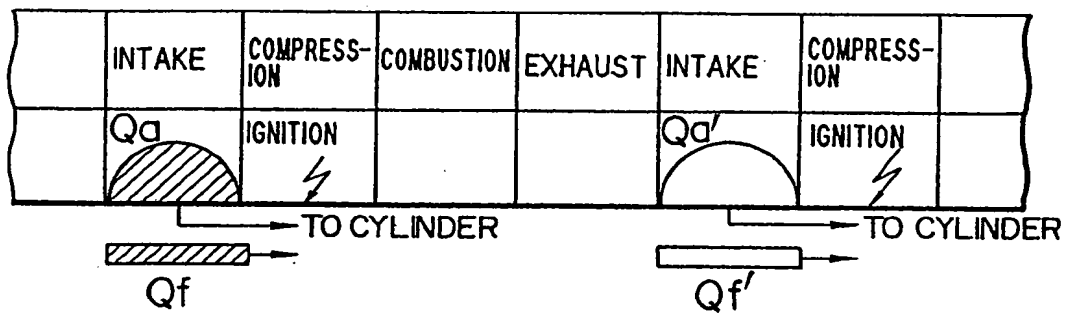 INTAKE
COMPRESS-
ION
COMBUSTION
EXHAUST
INTAKE
COMPRESS-
ION
Qa
IGNITION
Qa'
IGNITION
TO CYLINDER
TO CYLINDER
Qf
Qf'